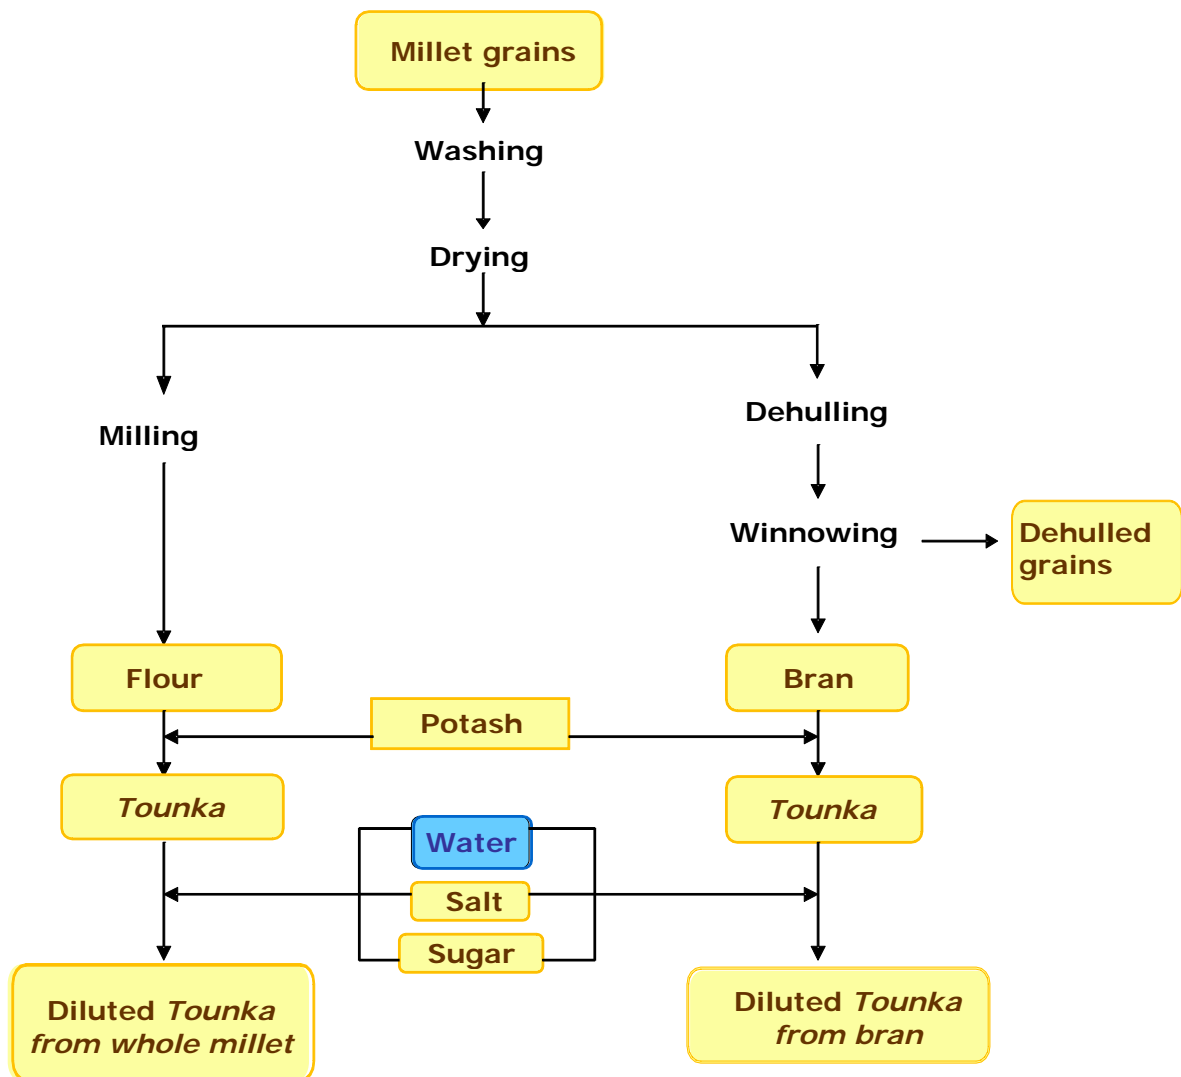 Millet grains
Washing
Drying
Milling
Dehulling
Winnowing
Dehulled
grains
Flour
Bran
Potash
Tounka
Tounka
Water
Salt
Sugar
Diluted Tounka
from whole millet
Diluted Tounka
from bran